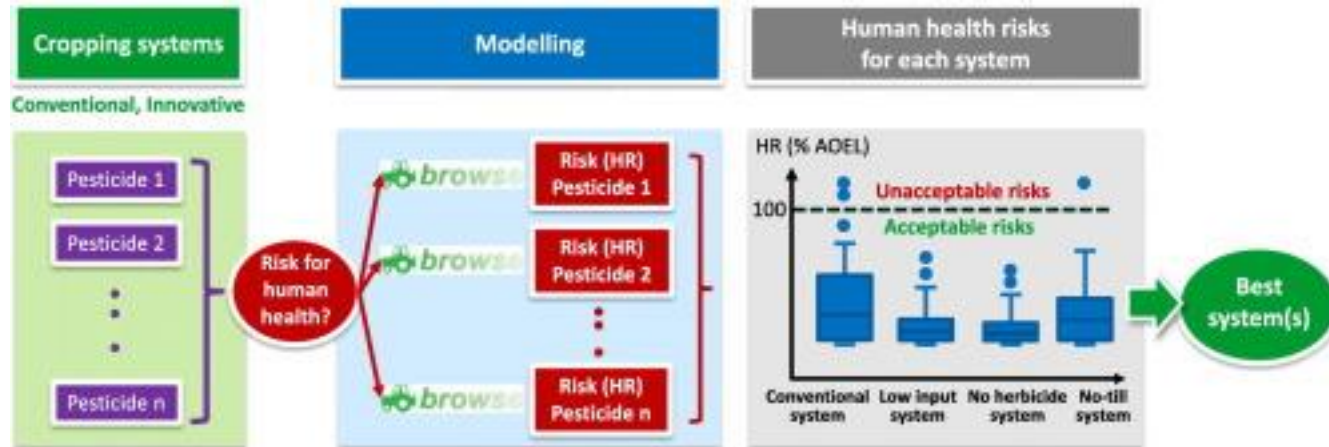 Cropping systems
Conventional, Innovative
Pesticide 1
Pesticide 2
Pesticide n
Risk for
human
health?
Modelling
browse
Risk (HR)
Pesticide 1
browse
Risk (HR)
Pesticide 2
browse
Risk (HR)
Pesticide n
Human health risks
for each system
HR (% AOEL)
Unacceptable risks
100
Acceptable risks
Conventional
system
Low input
system
No herbicide
system
No-till
system
Best
system(s)